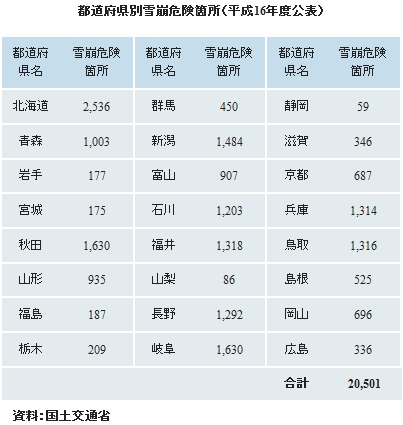 都道府県別雪崩危険箇所(平成16年度公表)
都道府県名 雪崩危険箇所 都道府県名 雪崩危険箇所 都道府県名 雪崩危険箇所
北海道 2,536 群馬 450 静岡 59
青森 1,003 新潟 1,484 滋賀 346
岩手 177 富山 907 京都 687
宮城 175 石川 1,203 兵庫 1,314
秋田 1,630 福井 1,318 鳥取 1,316
山形 935 山梨 86 島根 525
福島 187 長野 1,292 岡山 696
栃木 209 岐阜 1,630 広島 336
合計 20,501
資料:国土交通省